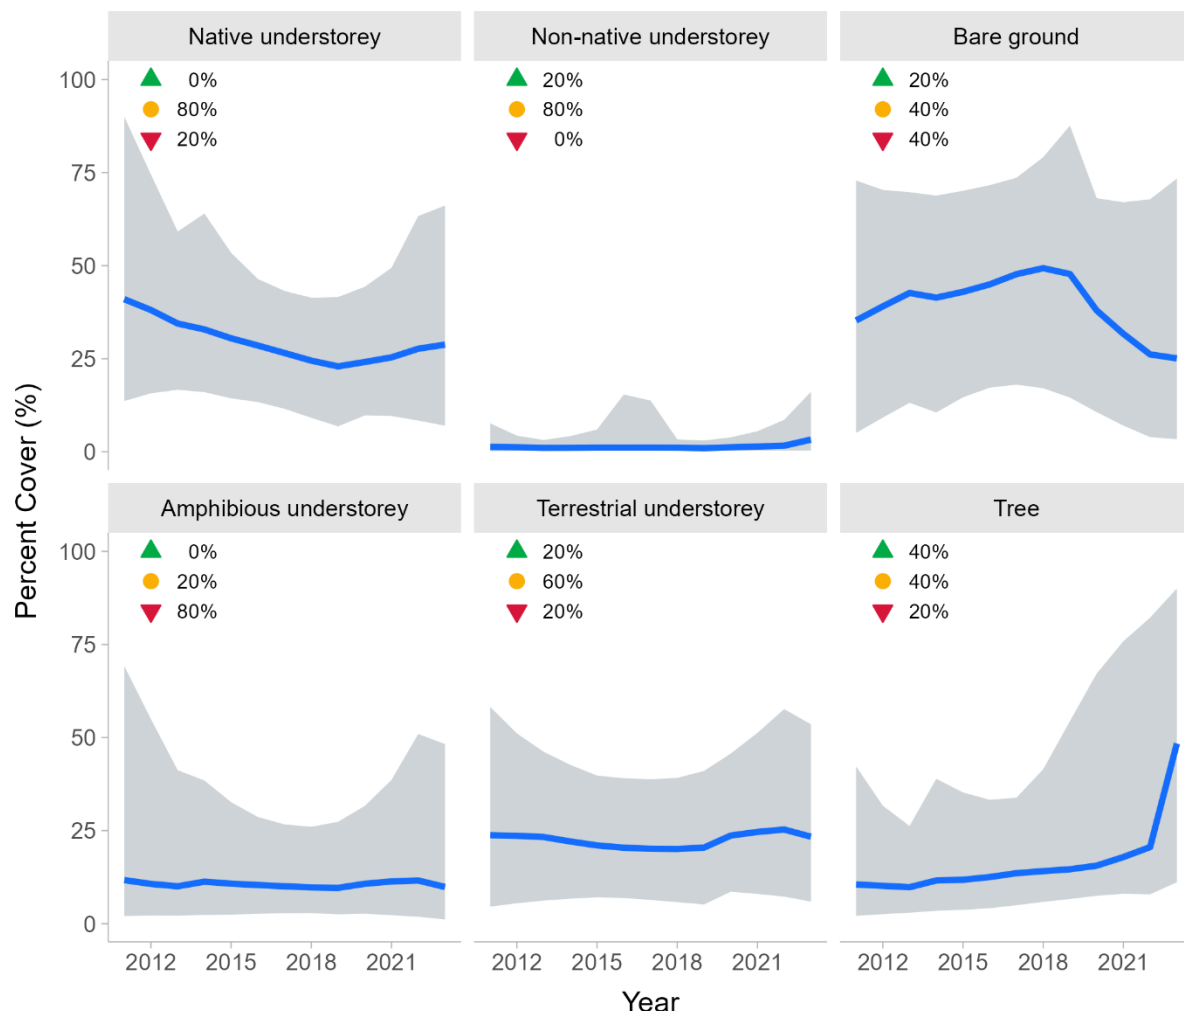 Native understorey
Non-native understorey
Bare ground
0%
80%
20%
20%
80%
0%
20%
40%
40%
100
75
50
25
0
Percent Cover (%)
Amphibious understorey
Terrestrial understorey
Tree
0%
20%
80%
20%
60%
20%
40%
40%
20%
100
75
50
25
0
2012 2015 2018 2021
2012 2015 2018 2021
2012 2015 2018 2021
Year